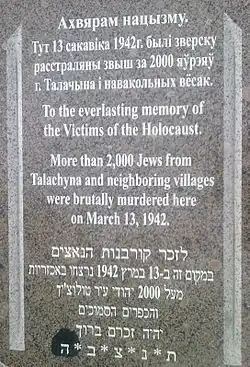 Ахвярам нацызму.
Тут 13 сакавіка 1942г. былі зверску
расстраляны звыш за 2000 яўрэяў
г. Талачына і навакольных вёсак.
To the everlasting memory of
the Victims of the Holocaust.
More than 2,000 Jews from
Talachyna and neighboring villages
were brutally murdered here
on March 13, 1942.
לזכר קורבנות הנאצים
במקום זה ב-13 במרץ 1942 נרצחו באכזריות
מעל 2000 יהודי עיר טולוצ'ין
והכפרים הסמוכים
יהיה זכרם ברוך
ת*נ*צ*ב*ה